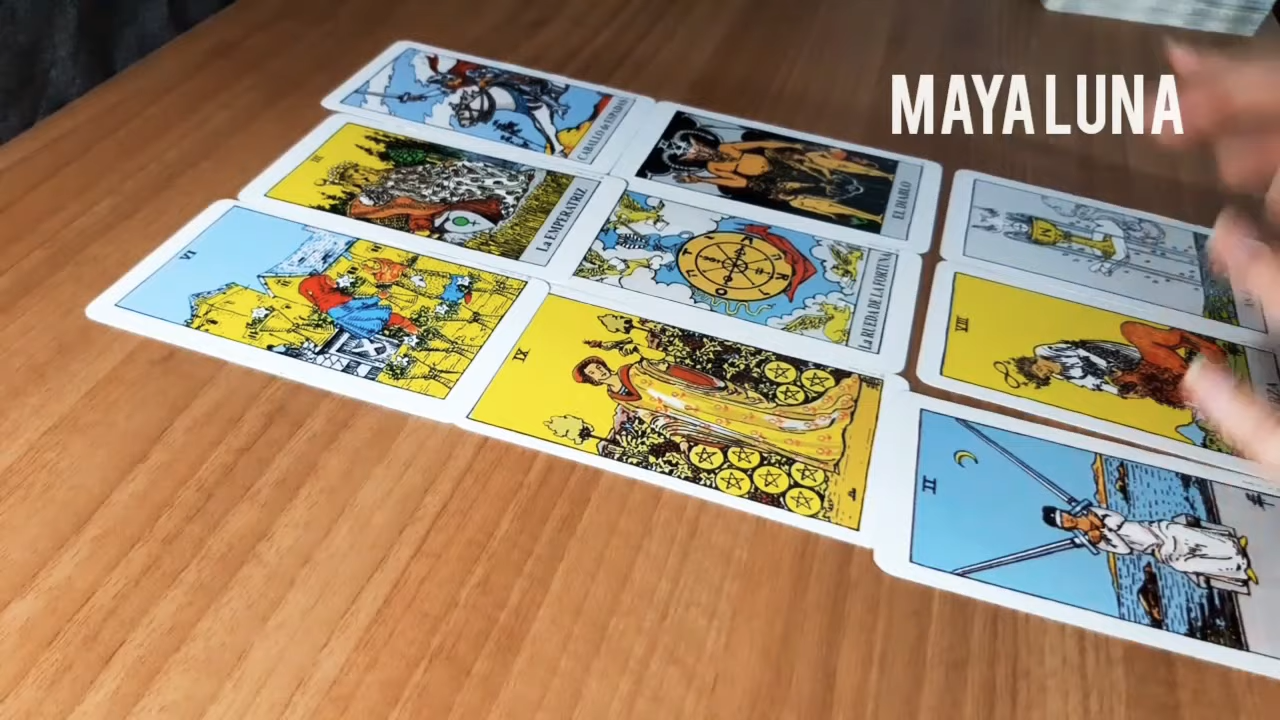 MAYA LUNA
CABALLO de ESPADAS
III
La EMPERATRIZ
VI
EL DIABLO
La RUEDA DE LA FORTUNA
IX
VIII
II